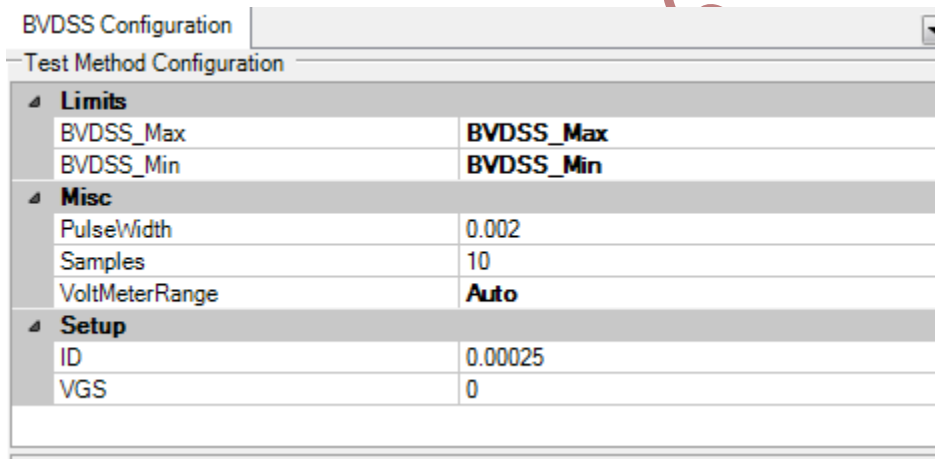 BVDSS Configuration
Test Method Configuration
Limits
BVDSS_Max BVDSS_Max
BVDSS_Min BVDSS_Min
Misc
PulseWidth 0.002
Samples 10
VoltMeterRange Auto
Setup
ID 0.00025
VGS 0